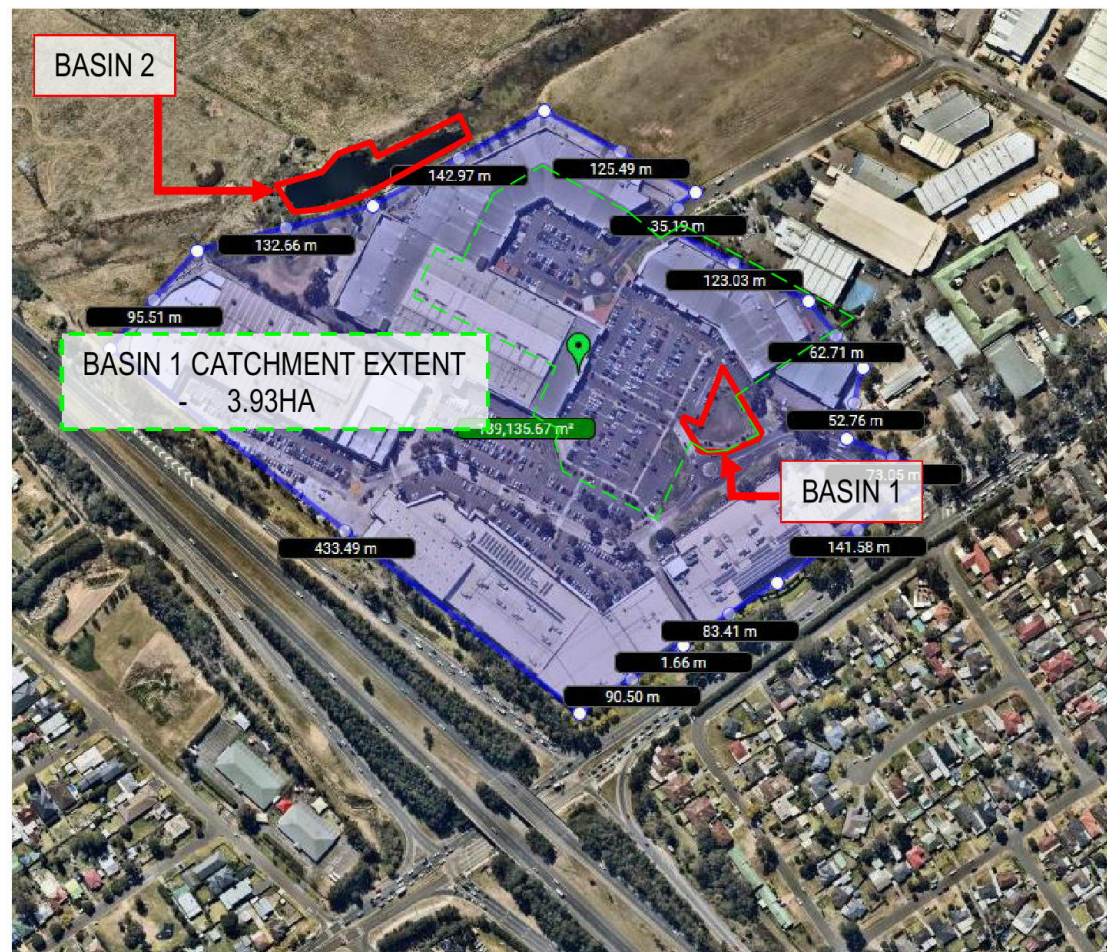 BASIN 2
142.97 m
125.49 m
35.19 m
132.66 m
123.03 m
95.51 m
BASIN 1 CATCHMENT EXTENT
- 3.93HA
62.71 m
52.76 m
139,135.67 m²
73.05 m
BASIN 1
433.49 m
141.58 m
83.41 m
1.66 m
90.50 m